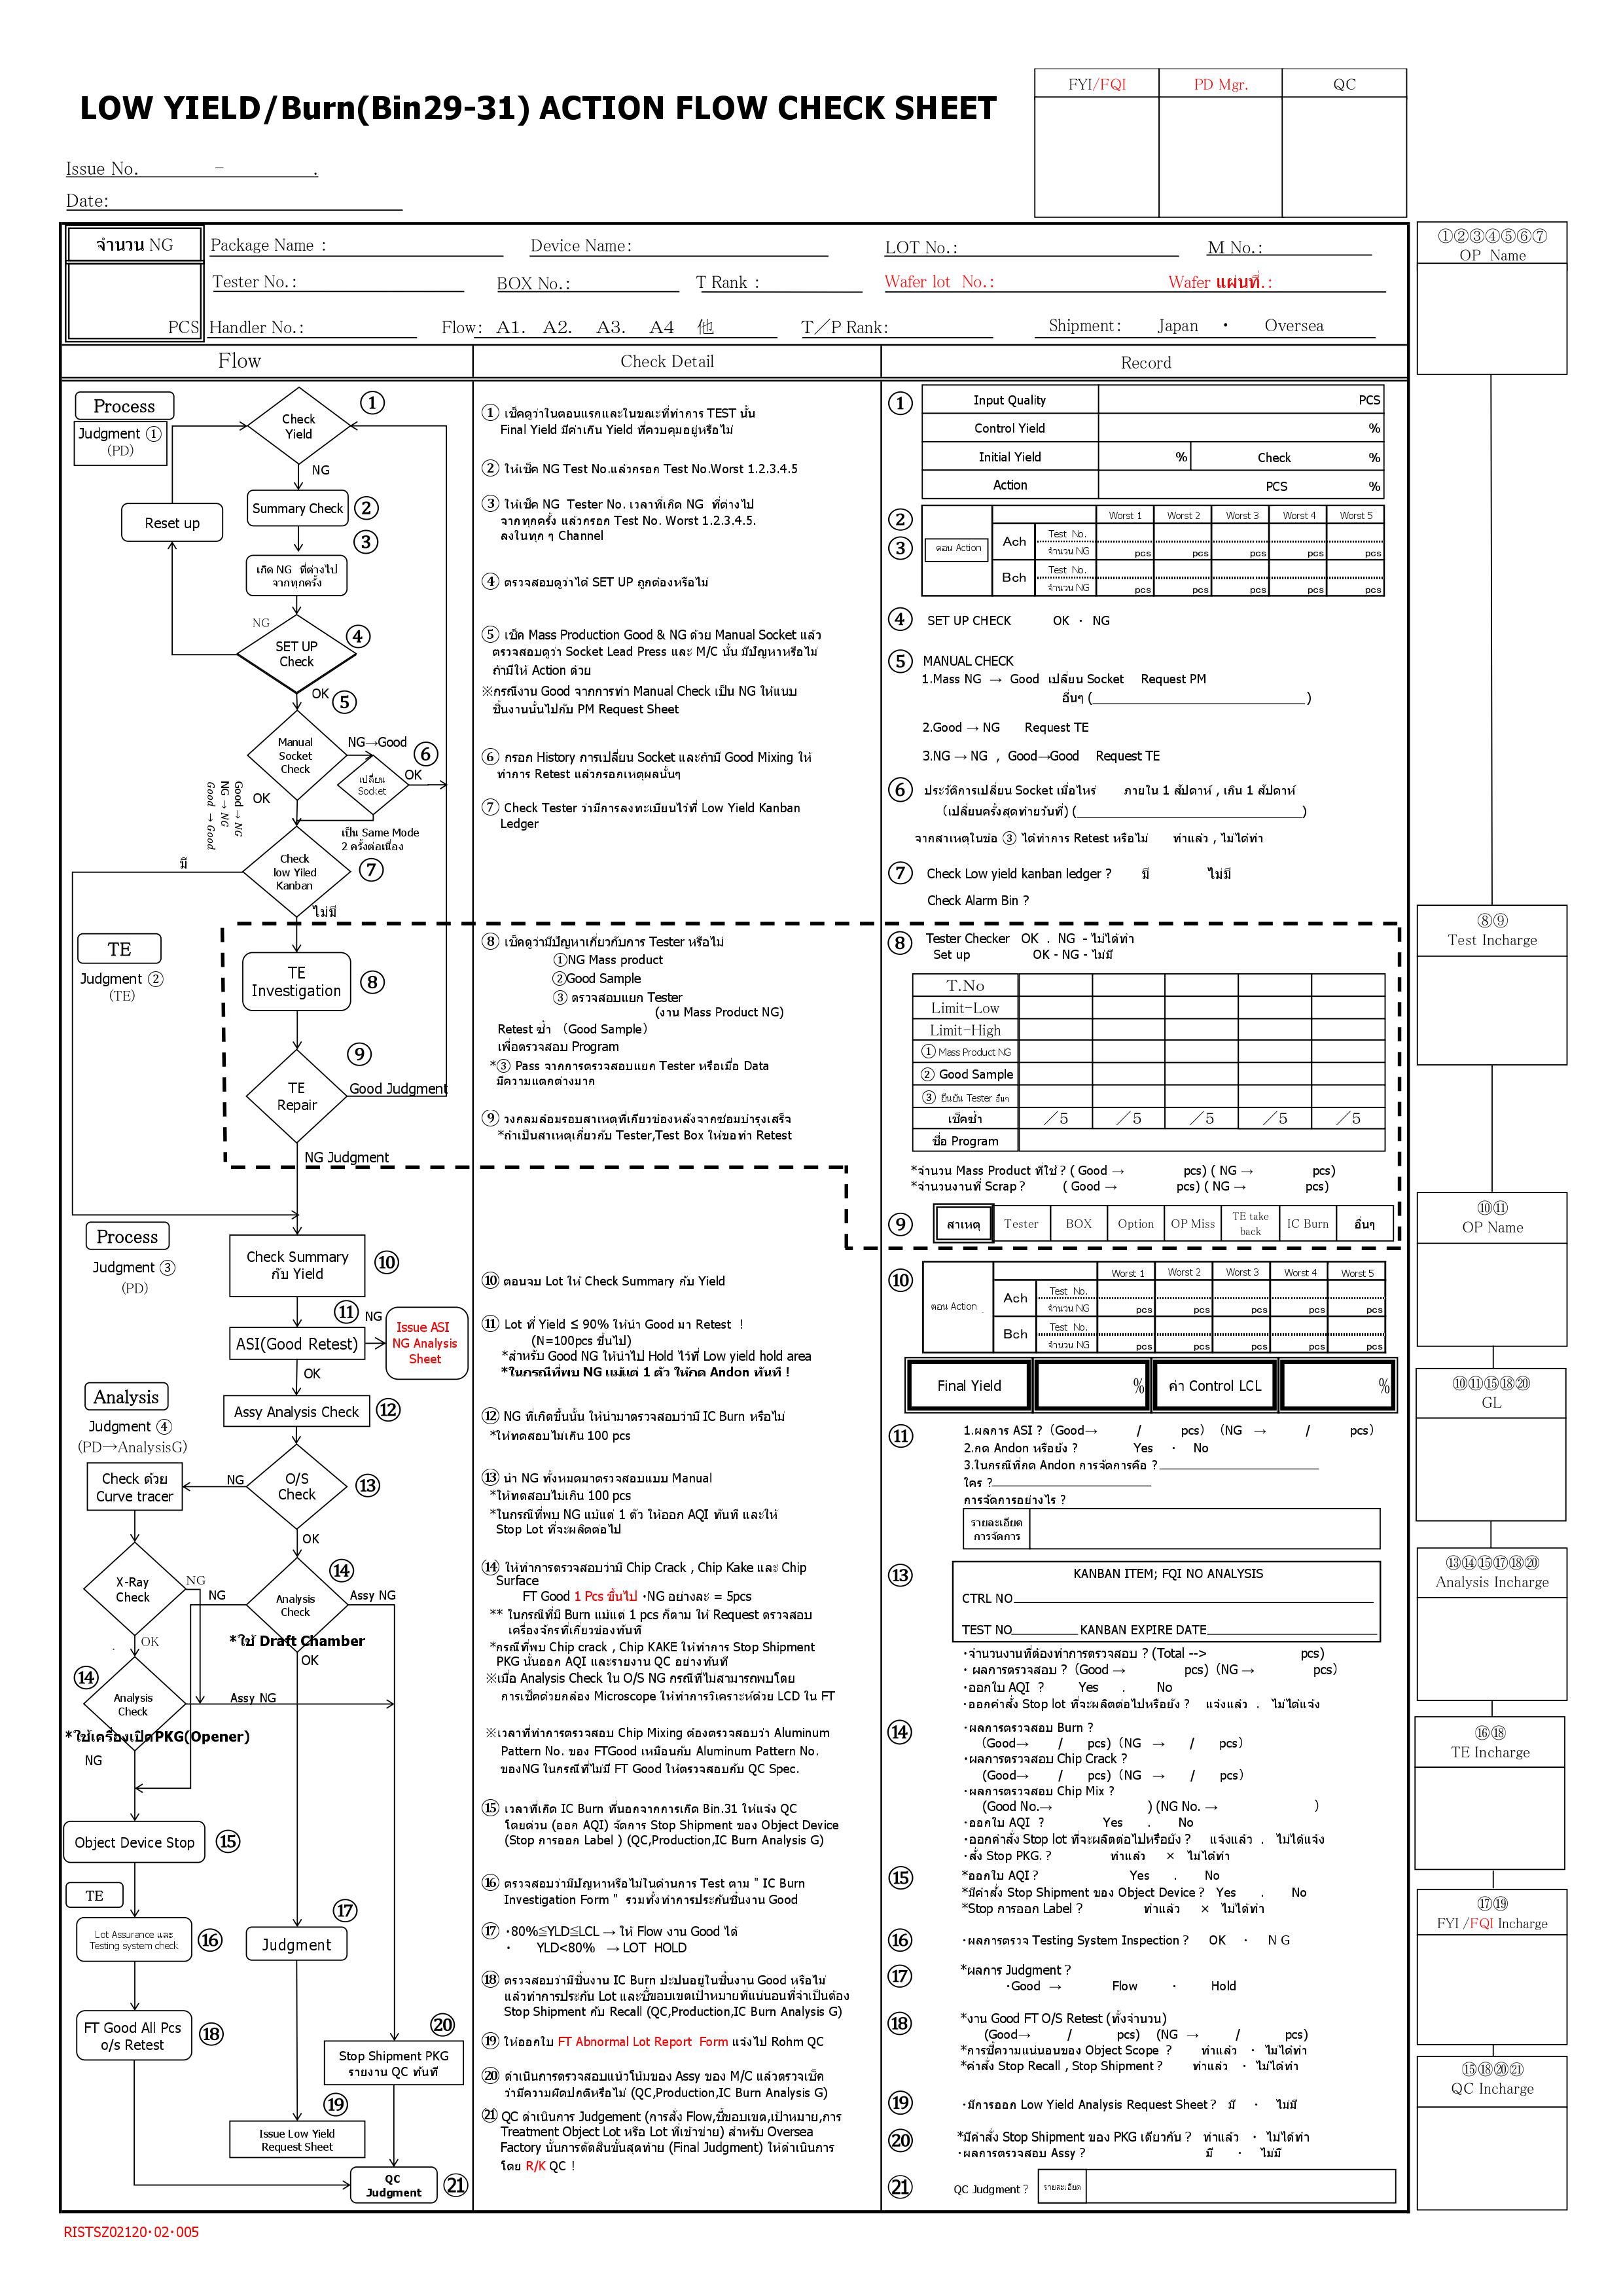 LOW YIELD/Burn(Bin29-31) ACTION FLOW CHECK SHEET
FYI/FQI PD Mgr. QC
Issue No. - .
Date:
จำนวน NG
PCS
Package Name : Device Name: LOT No.: M No.:
Tester No.: BOX No.: T Rank : Wafer lot No.: Wafer แผ่นที่.:
Handler No.: Flow: A1. A2. A3. A4 他 T／P Rank: Shipment: Japan ・ Oversea
Flow Check Detail Record
Process
Judgment ①
(PD)
Check
Yield
①
NG
Summary Check ②
③
Reset up
เกิด NG ที่ต่างไป
จากทุกครั้ง
NG
SET UP
Check
④
OK
⑤
Manual
Socket
Check
NG→Good
⑥
เปลี่ยน
Socket
OK
Good → NG
NG → NG
Good → Good
OK
เป็น Same Mode
2 ครั้งต่อเนื่อง
Check
low Yiled
Kanban
⑦
มี
ไม่มี
TE
Judgment ②
(TE)
TE
Investigation
⑧
⑨
TE
Repair
Good Judgment
NG Judgment
Process
Judgment ③
(PD)
Check Summary
กับ Yield
⑩
⑪ NG
ASI(Good Retest)
Issue ASI
NG Analysis
Sheet
OK
Analysis
Judgment ④
(PD→AnalysisG)
Assy Analysis Check ⑫
Check ด้วย
Curve tracer
NG
O/S
Check
⑬
OK
X-Ray
Check
NG
NG
⑭
Analysis
Check
Assy NG
*ใช้ Draft Chamber
. OK
OK
⑭
Analysis
Check
Assy NG
*ใช้เครื่องเปิดPKG(Opener)
NG
Object Device Stop ⑮
TE
Lot Assurance และ
Testing system check
⑯
⑰
Judgment
FT Good All Pcs
o/s Retest
⑱
⑳
Stop Shipment PKG
รายงาน QC ทันที
⑲
Issue Low Yield
Request Sheet
QC
Judgment
㉑
① เช็คดูว่าในตอนแรกและในขณะที่ทำการ TEST นั้น
Final Yield มีค่าเกิน Yield ที่ควบคุมอยู่หรือไม่
② ให้เช็ค NG Test No.แล้วกรอก Test No.Worst 1.2.3.4.5
③ ให้เช็ค NG Tester No. เวลาที่เกิด NG ที่ต่างไป
จากทุกครั้ง แล้วกรอก Test No. Worst 1.2.3.4.5.
ลงในทุก ๆ Channel
④ ตรวจสอบดูว่าได้ SET UP ถูกต้องหรือไม่
⑤ เช็ค Mass Production Good & NG ด้วย Manual Socket แล้ว
ตรวจสอบดูว่า Socket Lead Press และ M/C นั้น มีปัญหาหรือไม่
ถ้ามีให้ Action ด้วย
※กรณีงาน Good จากการทำ Manual Check เป็น NG ให้แนบ
ชิ้นงานนั้นไปกับ PM Request Sheet
⑥ กรอก History การเปลี่ยน Socket และถ้ามี Good Mixing ให้
ทำการ Retest แล้วกรอกเหตุผลนั้นๆ
⑦ Check Tester ว่ามีการลงทะเบียนไว้ที่ Low Yield Kanban
Ledger
⑧ เช็คดูว่ามีปัญหาเกี่ยวกับการ Tester หรือไม่
①NG Mass product
②Good Sample
③ ตรวจสอบแยก Tester
(งาน Mass Product NG)
Retest ซ้ำ （Good Sample）
เพื่อตรวจสอบ Program
*③ Pass จากการตรวจสอบแยก Tester หรือเมื่อ Data
มีความแตกต่างมาก
⑨ วงกลมล้อมรอบสาเหตุที่เกี่ยวข้องหลังจากซ่อมบำรุงเสร็จ
*ถ้าเป็นสาเหตุเกี่ยวกับ Tester,Test Box ให้ขอทำ Retest
⑩ ตอนจบ Lot ให้ Check Summary กับ Yield
⑪ Lot ที่ Yield ≦ 90% ให้นำ Good มา Retest !
(N=100pcs ขึ้นไป)
*สำหรับ Good NG ให้นำไป Hold ไว้ที่ Low yield hold area
*ในกรณีที่พบ NG แม้แต่ 1 ตัว ให้กด Andon ทันที !
⑫ NG ที่เกิดขึ้นนั้น ให้นำมาตรวจสอบว่ามี IC Burn หรือไม่
*ให้ทดสอบไม่เกิน 100 pcs
⑬ นำ NG ทั้งหมดมาตรวจสอบแบบ Manual
*ให้ทดสอบไม่เกิน 100 pcs
*ในกรณีที่พบ NG แม้แต่ 1 ตัว ให้ออก AQI ทันที และให้
Stop Lot ที่จะผลิตต่อไป
⑭ ให้ทำการตรวจสอบว่ามี Chip Crack , Chip Kake และ Chip
Surface
FT Good 1 Pcs ขึ้นไป ・NG อย่างละ = 5pcs
** ในกรณีที่มี Burn แม้แต่ 1 pcs ก็ตาม ให้ Request ตรวจสอบ
เครื่องจักรที่เกี่ยวข้องทันที
*กรณีที่พบ Chip crack , Chip KAKE ให้ทำการ Stop Shipment
PKG นั้นออก AQI และรายงาน QC อย่างทันที
※เมื่อ Analysis Check ใน O/S NG กรณีที่ไม่สามารถพบโดย
การเช็คด้วยกล้อง Microscope ให้ทำการวิเคราะห์ด้วย LCD ใน FT
※เวลาที่ทำการตรวจสอบ Chip Mixing ต้องตรวจสอบว่า Aluminum
Pattern No. ของ FTGood เหมือนกับ Aluminum Pattern No.
ของNG ในกรณีที่ไม่มี FT Good ให้ตรวจสอบกับ QC Spec.
⑮ เวลาที่เกิด IC Burn ที่นอกจากการเกิด Bin.31 ให้แจ้ง QC
โดยด่วน (ออก AQI) จัดการ Stop Shipment ของ Object Device
(Stop การออก Label ) (QC,Production,IC Burn Analysis G)
⑯ ตรวจสอบว่ามีปัญหาหรือไม่ในด้านการ Test ตาม " IC Burn
Investigation Form " รวมทั้งทำการประกันชิ้นงาน Good
⑰ ・80%≦YLD≦LCL → ให้ Flow งาน Good ได้
・ YLD<80% → LOT HOLD
⑱ ตรวจสอบว่ามีชิ้นงาน IC Burn ปะปนอยู่ในชิ้นงาน Good หรือไม่
แล้วทำการประกัน Lot และชี้ขอบเขตเป้าหมายที่แน่นอนที่จำเป็นต้อง
Stop Shipment กับ Recall (QC,Production,IC Burn Analysis G)
⑲ ให้ออกใบ FT Abnormal Lot Report Form แจ้งไป Rohm QC
⑳ ดำเนินการตรวจสอบแนวโน้มของ Assy ของ M/C แล้วตรวจเช็ค
ว่ามีความผิดปกติหรือไม่ (QC,Production,IC Burn Analysis G)
㉑ QC ดำเนินการ Judgement (การสั่ง Flow,ชี้ขอบเขต,เป้าหมาย,การ
Treatment Object Lot หรือ Lot ที่เข้าข่าย) สำหรับ Oversea
Factory นั้นการตัดสินขั้นสุดท้าย (Final Judgment) ให้ดำเนินการ
โดย R/K QC !
① Input Quality PCS
Control Yield %
Initial Yield % Check %
Action PCS %
②
③
ตอน Action
Worst 1 Worst 2 Worst 3 Worst 4 Worst 5
Ach Test No.
จำนวน NG pcs pcs pcs pcs pcs
Bch Test No.
จำนวน NG pcs pcs pcs pcs pcs
④ SET UP CHECK OK ・ NG
⑤ MANUAL CHECK
1.Mass NG → Good เปลี่ยน Socket Request PM
อื่นๆ ( )
2.Good → NG Request TE
3.NG → NG , Good→Good Request TE
⑥ ประวัติการเปลี่ยน Socket เมื่อไหร่ ภายใน 1 สัปดาห์ , เกิน 1 สัปดาห์
（เปลี่ยนครั้งสุดท้ายวันที่) ( )
จากสาเหตุในข้อ ③ ได้ทำการ Retest หรือไม่ ทำแล้ว , ไม่ได้ทำ
⑦ Check Low yield kanban ledger ? มี ไม่มี
Check Alarm Bin ?
⑧ Tester Checker OK . NG - ไม่ได้ทำ
Set up OK - NG - ไม่มี
T.No
Limit-Low
Limit-High
① Mass Product NG
② Good Sample
③ ยืนยัน Tester อื่นๆ
เช็คซ้ำ ／5 ／5 ／5 ／5 ／5
ชื่อ Program
*จำนวน Mass Product ที่ใช้ ? ( Good → pcs) ( NG → pcs)
*จำนวนงานที่ Scrap ? ( Good → pcs) ( NG → pcs)
⑨ สาเหตุ Tester BOX Option OP Miss TE take back IC Burn อื่นๆ
⑩
ตอน Action
Worst 1 Worst 2 Worst 3 Worst 4 Worst 5
Ach Test No.
จำนวน NG pcs pcs pcs pcs pcs
Bch Test No.
จำนวน NG pcs pcs pcs pcs pcs
Final Yield % ค่า Control LCL %
⑪ 1.ผลการ ASI ? (Good→ / pcs) （NG → / pcs）
2.กด Andon หรือยัง ? Yes ・ No
3.ในกรณีที่กด Andon การจัดการคือ ?
ใคร ?
การจัดการอย่างไร ?
รายละเอียด
การจัดการ
⑬ KANBAN ITEM; FQI NO ANALYSIS
CTRL NO
TEST NO KANBAN EXPIRE DATE
・จำนวนงานที่ต้องทำการตรวจสอบ ? (Total --> pcs)
・ ผลการตรวจสอบ ?（Good → pcs)（NG → pcs）
・ออกใบ AQI ? Yes . No
・ออกคำสั่ง Stop lot ที่จะผลิตต่อไปหรือยัง ? แจ้งแล้ว . ไม่ได้แจ้ง
⑭ ・ผลการตรวจสอบ Burn ?
(Good→ / pcs)（NG → / pcs）
・ผลการตรวจสอบ Chip Crack ?
(Good→ / pcs)（NG → / pcs）
・ผลการตรวจสอบ Chip Mix ?
(Good No.→ ) (NG No. → )
・ออกใบ AQI ? Yes . No
・ออกคำสั่ง Stop lot ที่จะผลิตต่อไปหรือยัง ? แจ้งแล้ว . ไม่ได้แจ้ง
・สั่ง Stop PKG. ? ทำแล้ว × ไม่ได้ทำ
⑮ *ออกใบ AQI ? Yes . No
*มีคำสั่ง Stop Shipment ของ Object Device ? Yes . No
*Stop การออก Label ? ทำแล้ว × ไม่ได้ทำ
⑯ ・ผลการตรวจ Testing System Inspection ? OK ・ N G
⑰ *ผลการ Judgment ?
・Good → Flow ・ Hold
⑱ *งาน Good FT O/S Retest (ทั้งจำนวน)
(Good→ / pcs) (NG → / pcs)
*การชี้ความแน่นอนของ Object Scope ? ทำแล้ว ・ ไม่ได้ทำ
*คำสั่ง Stop Recall , Stop Shipment ? ทำแล้ว ・ ไม่ได้ทำ
⑲ ・มีการออก Low Yield Analysis Request Sheet ? มี ・ ไม่มี
⑳ *มีคำสั่ง Stop Shipment ของ PKG เดียวกัน ? ทำแล้ว ・ ไม่ได้ทำ
・ผลการตรวจสอบ Assy ? มี ・ ไม่มี
㉑ QC Judgment ? รายละเอียด
①②③④⑤⑥⑦
OP Name
⑧⑨
Test Incharge
⑩⑪
OP Name
⑩⑪⑮⑱⑳
GL
⑬⑭⑮⑰⑱⑳
Analysis Incharge
⑯⑱
TE Incharge
⑰⑲
FYI /FQI Incharge
⑮⑱⑳㉑
QC Incharge
RISTSZ02120・02・005